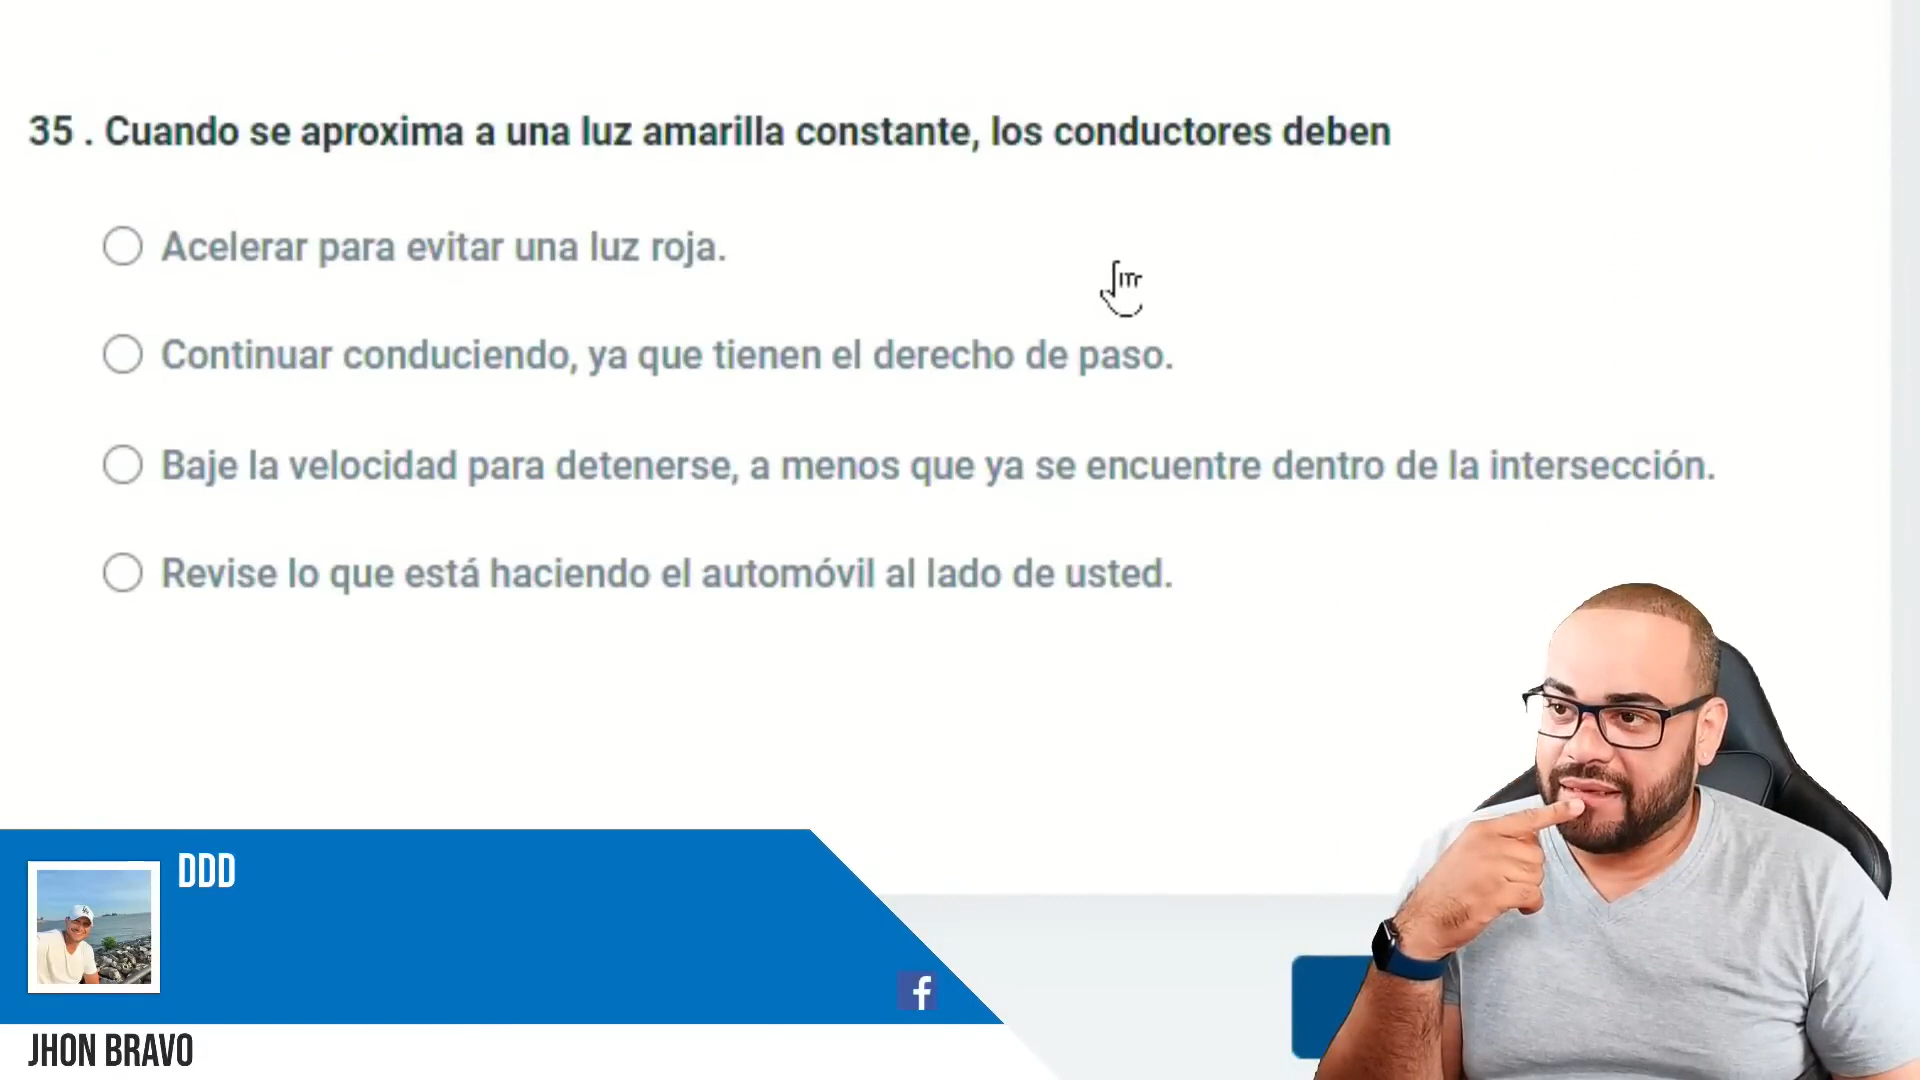 35 . Cuando se aproxima a una luz amarilla constante, los conductores deben
Acelerar para evitar una luz roja.
Continuar conduciendo, ya que tienen el derecho de paso.
Baje la velocidad para detenerse, a menos que ya se encuentre dentro de la intersección.
Revise lo que está haciendo el automóvil al lado de usted.
DDD
f
JHON BRAVO